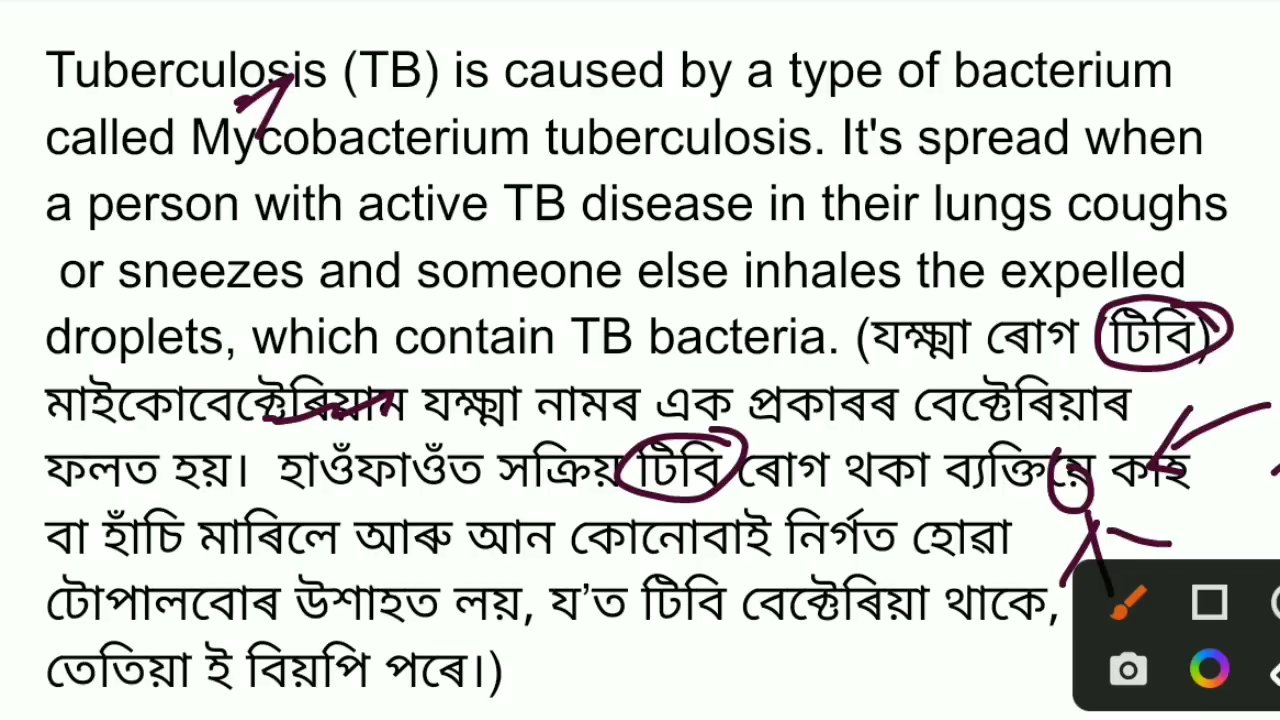 Tuberculosis (TB) is caused by a type of bacterium
called Mycobacterium tuberculosis. It's spread when
a person with active TB disease in their lungs coughs
or sneezes and someone else inhales the expelled
droplets, which contain TB bacteria. (যক্ষ্মা ৰোগ (টিবি)
মাইকোবেক্টেৰিয়াম যক্ষ্মা নামৰ এক প্ৰকাৰৰ বেক্টেৰিয়াৰ
ফলত হয়। হাওঁফাওঁত সক্ৰিয় টিবি ৰোগ থকা ব্যক্তিয়ে কাহ
বা হাঁচি মাৰিলে আৰু আন কোনোবাই নিৰ্গত হোৱা
টোপালবোৰ উশাহত লয়, য’ত টিবি বেক্টেৰিয়া থাকে,
তেতিয়া ই বিয়পি পৰে।)